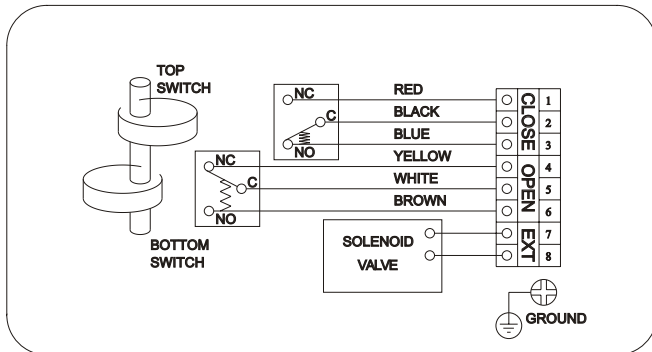 TOP
SWITCH
NC
C
NO
NC
C
NO
BOTTOM
SWITCH
RED
BLACK
BLUE
YELLOW
WHITE
BROWN
SOLENOID
VALVE
CLOSE
OPEN
EXT
1
2
3
4
5
6
7
8
GROUND